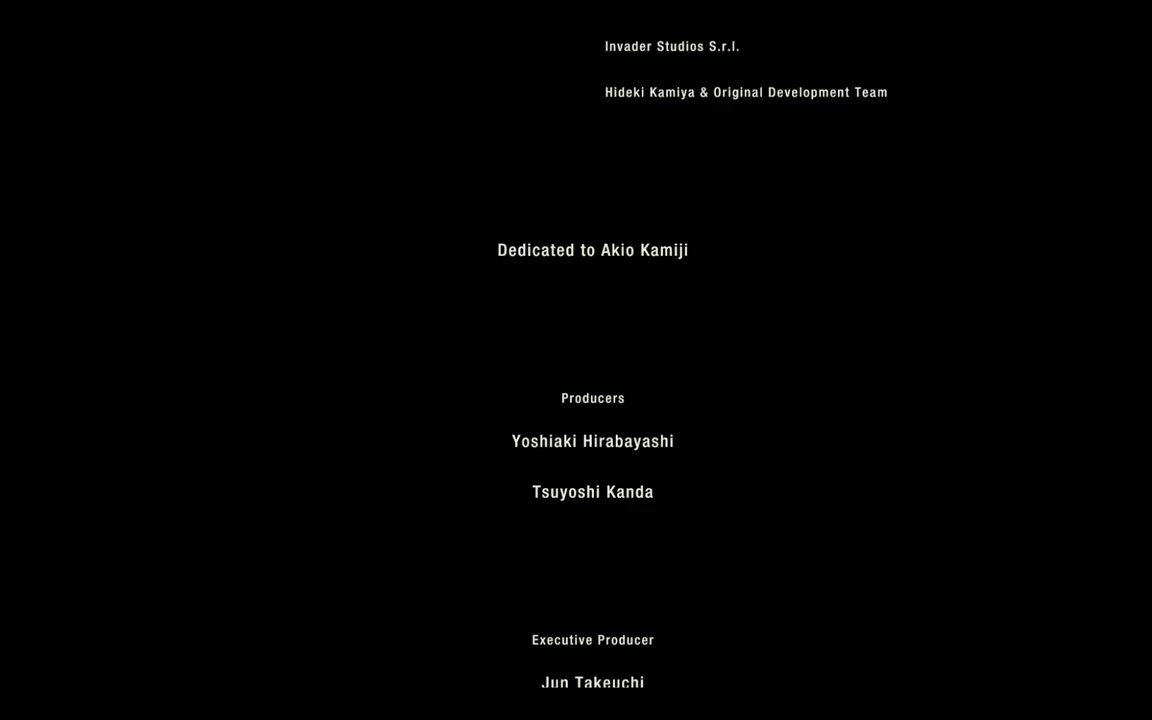 Invader Studios S.r.l.
Hideki Kamiya & Original Development Team
Dedicated to Akio Kamiji
Producers
Yoshiaki Hirabayashi
Tsuyoshi Kanda
Executive Producer
Jun Takeuchi